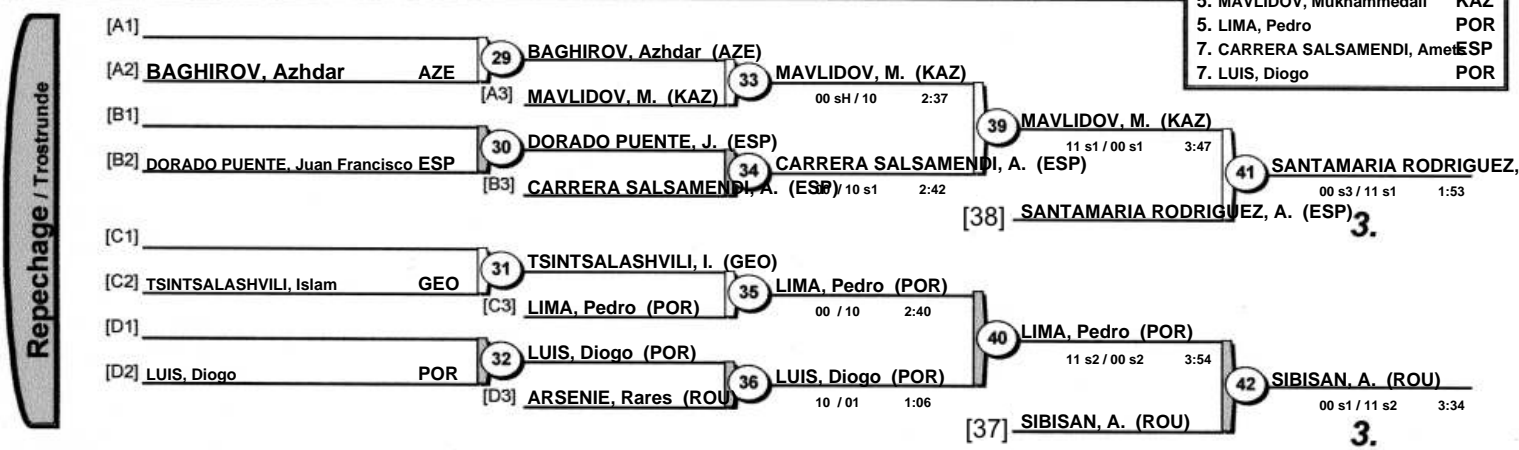 5. MAVLIDOV, Mukhammedali KAZ
5. LIMA, Pedro POR
7. CARRERA SALSAMENDI, Amets ESP
7. LUIS, Diogo POR
Repechage / Trostrunde
[A1]
[A2] BAGHIROV, Azhdar AZE
29
BAGHIROV, Azhdar (AZE)
[A3] MAVLIDOV, M. (KAZ)
33
MAVLIDOV, M. (KAZ)
00 sH / 10 2:37
[B1]
[B2] DORADO PUENTE, Juan Francisco ESP
30
DORADO PUENTE, J. (ESP)
[B3] CARRERA SALSAMENDI, A. (ESP)
34
CARRERA SALSAMENDI, A. (ESP)
/ 10 s1 2:42
39
MAVLIDOV, M. (KAZ)
11 s1 / 00 s1 3:47
[38] SANTAMARIA RODRIGUEZ, A. (ESP)
41
SANTAMARIA RODRIGUEZ,
00 s3 / 11 s1 1:53
3.
[C1]
[C2] TSINTSALASHVILI, Islam GEO
31
TSINTSALASHVILI, I. (GEO)
[C3] LIMA, Pedro (POR)
35
LIMA, Pedro (POR)
00 / 10 2:40
[D1]
[D2] LUIS, Diogo POR
32
LUIS, Diogo (POR)
[D3] ARSENIE, Rares (ROU)
36
LUIS, Diogo (POR)
10 / 01 1:06
40
LIMA, Pedro (POR)
11 s2 / 00 s2 3:54
[37] SIBISAN, A. (ROU)
42
SIBISAN, A. (ROU)
00 s1 / 11 s2 3:34
3.